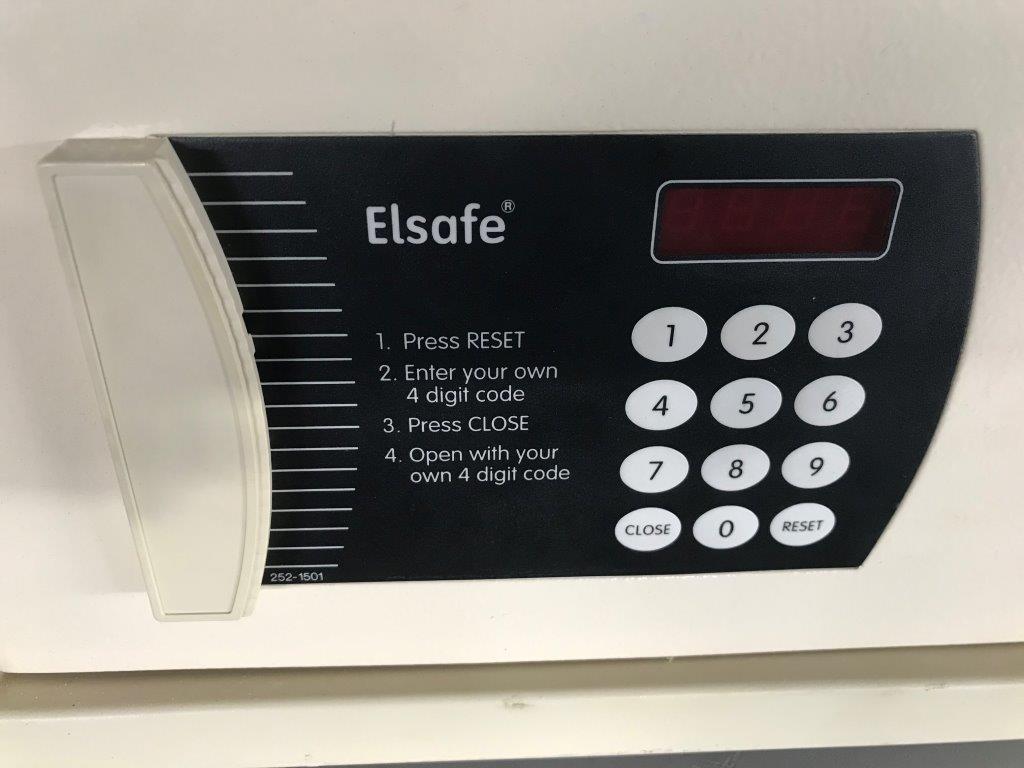 Elsafe®
1. Press RESET
2. Enter your own
4 digit code
3. Press CLOSE
4. Open with your
own 4 digit code
1 2 3
4 5 6
7 8 9
CLOSE 0 RESET
252-1501